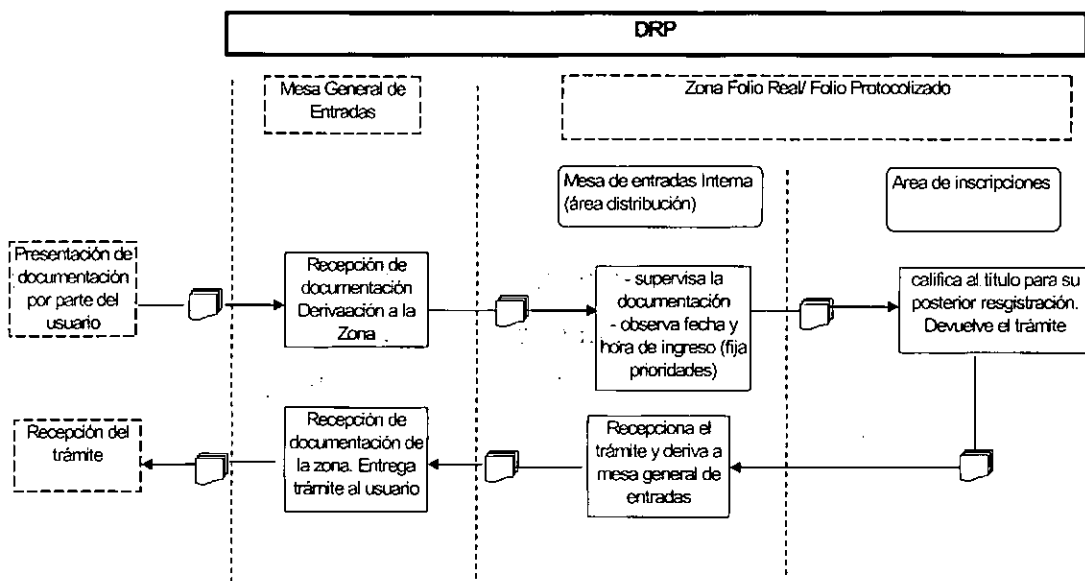 DRP
Mesa General de
Entradas
Zona Folio Real/ Folio Protocolizado
Mesa de entradas Interna
(área distribución)
Area de inscripciones
Presentación de
documentación
por parte del
usuario
Recepción de
documentación
Derivaación a la
Zona
- supervisa la
documentación
- observa fecha y
hora de ingreso (fija
prioridades)
califica al título para su
posterior resgistración.
Devuelve el trámite
Recepción del
trámite
Recepción de
documentación de
la zona. Entrega
trámite al usuario
Recepciona el
trámite y deriva a
mesa general de
entradas